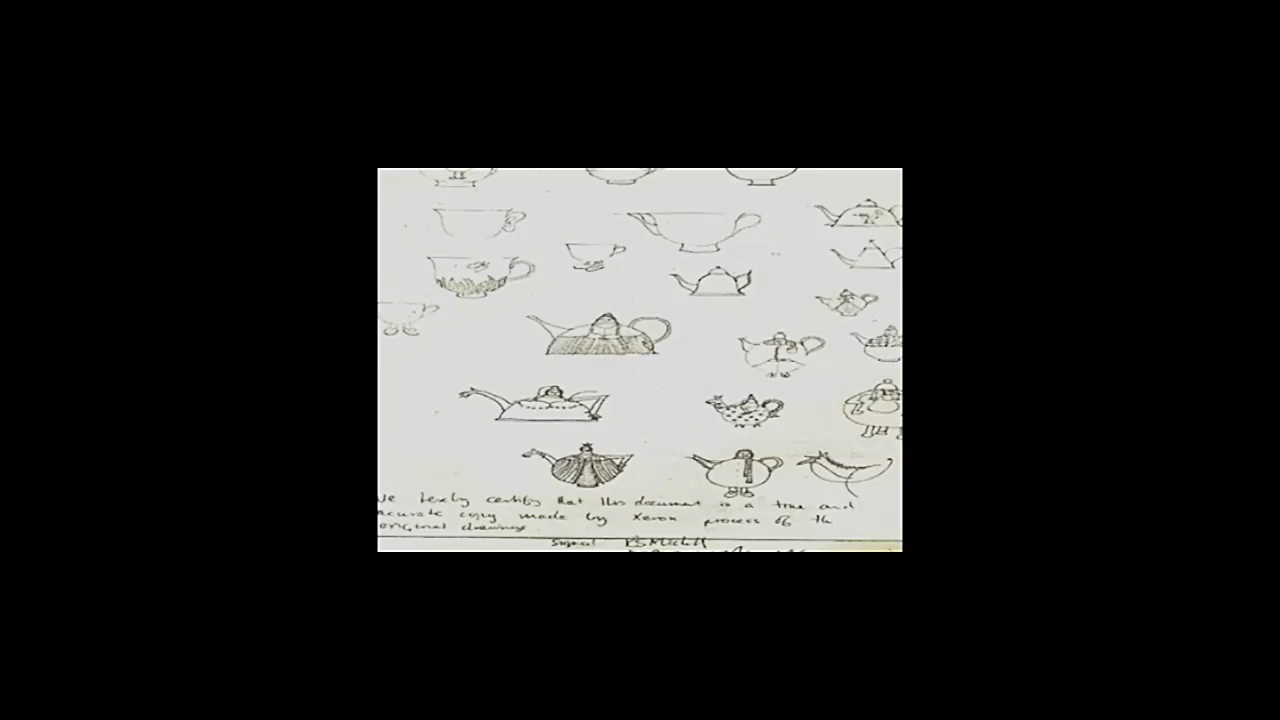 We hereby certify that this document is a true and
accurate copy made by Xerox process of the
original drawings
Signed